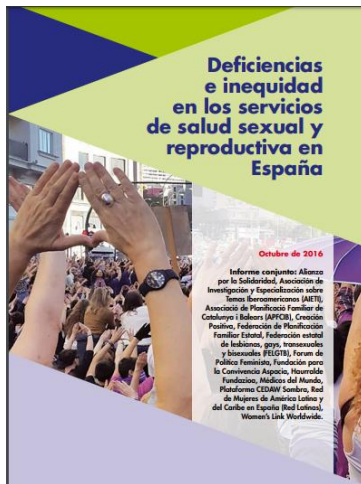 Deficiencias
e inequidad
en los servicios
de salud sexual y
reproductiva en
España
Octubre de 2016
Informe conjunto: Alianza
por la Solidaridad, Asociación de
Investigación y Especialización sobre
Temas Iberoamericanos (AIETI),
Associació de Planificació Familiar de
Catalunya i Balears (APFCIB), Creación
Positiva, Federación de Planificación
Familiar Estatal, Federación estatal
de lesbianas, gays, transexuales
y bisexuales (FELGTB), Forum de
Política Feminista, Fundación para
la Convivencia Aspacia, Haurralde
Fundazioa, Médicos del Mundo,
Plataforma CEDAW Sombra, Red
de Mujeres de América Latina y
del Caribe en España (Red Latinas),
Women's Link Worldwide.